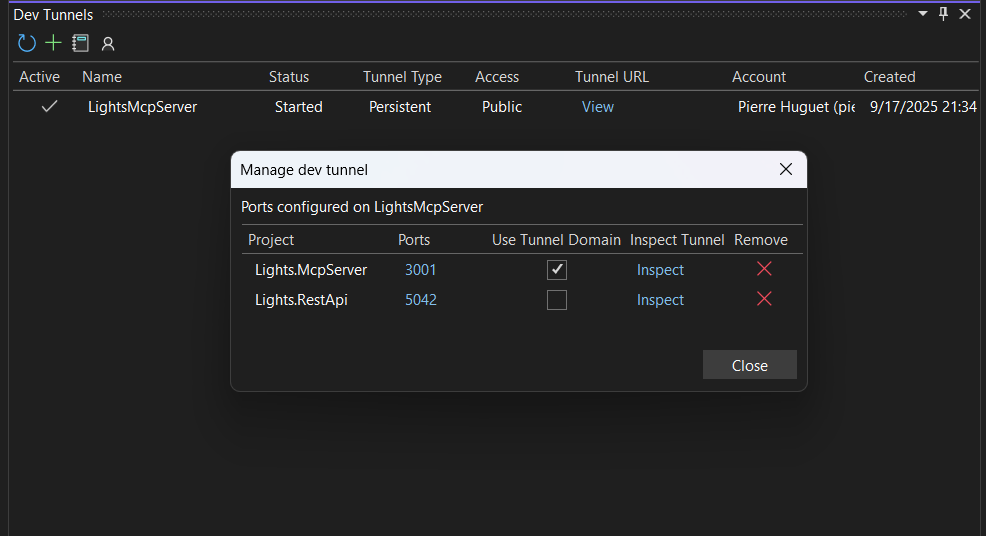 Dev Tunnels
Active Name Status Tunnel Type Access Tunnel URL Account Created
LightsMcpServer Started Persistent Public View Pierre Huguet (pie 9/17/2025 21:34
Manage dev tunnel
Ports configured on LightsMcpServer
Project Ports Use Tunnel Domain Inspect Tunnel Remove
Lights.McpServer 3001 Inspect
Lights.RestApi 5042 Inspect
Close